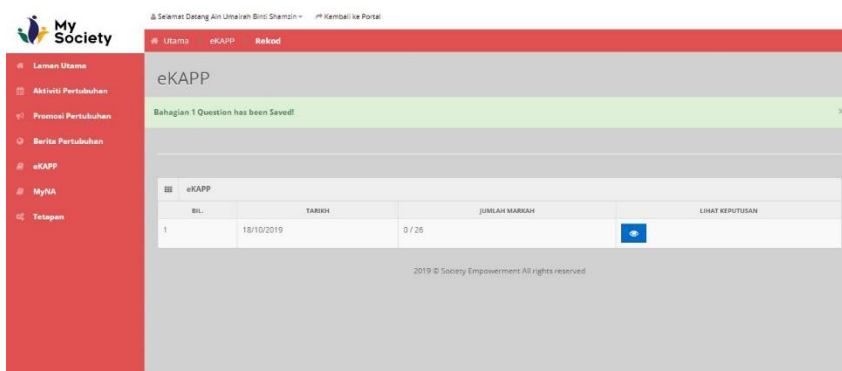 My Society
Selamat Datang Ain Umairah Binti Shamzin
Kembali ke Portal
Utama eKAPP Rekod
Laman Utama
Aktiviti Pertubuhan
Promosi Pertubuhan
Berita Pertubuhan
eKAPP
MyNA
Tetapan
eKAPP
Bahagian 1 Question has been Saved!
eKAPP
BIL. TARIKH JUMLAH MARKAH LIHAT KEPUTUSAN
1 18/10/2019 0 / 26
2019 © Society Empowerment All rights reserved